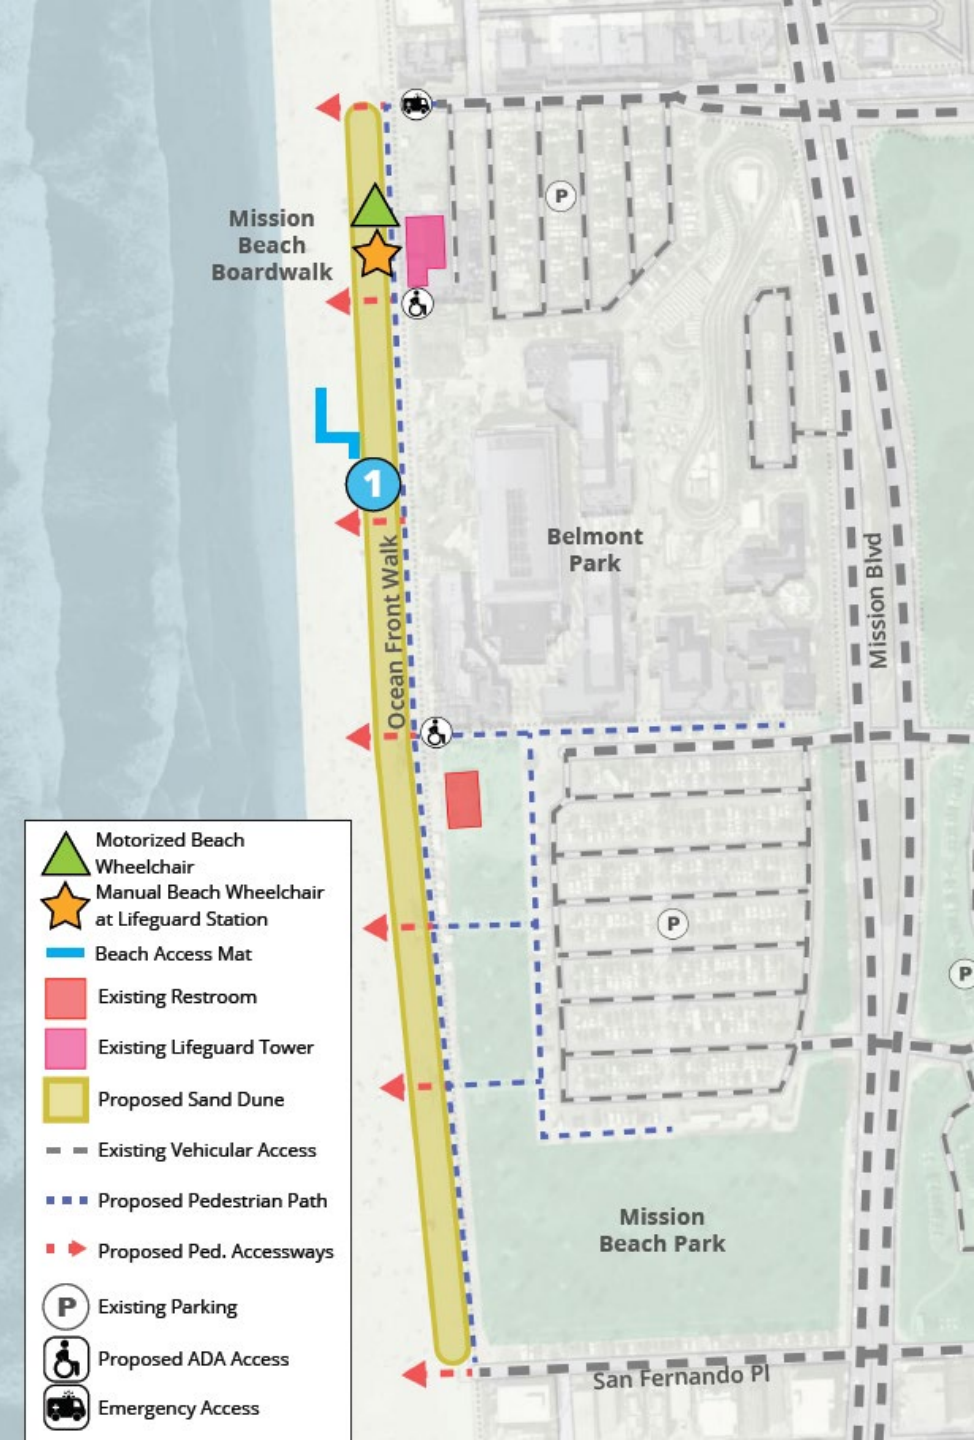 P
Mission
Beach
Boardwalk
1
Belmont
Park
Ocean Front Walk
Mission Blvd
P
P
Mission
Beach Park
San Fernando Pl
Motorized Beach
Wheelchair
Manual Beach Wheelchair
at Lifeguard Station
Beach Access Mat
Existing Restroom
Existing Lifeguard Tower
Proposed Sand Dune
Existing Vehicular Access
Proposed Pedestrian Path
Proposed Ped. Accessways
P Existing Parking
Proposed ADA Access
Emergency Access